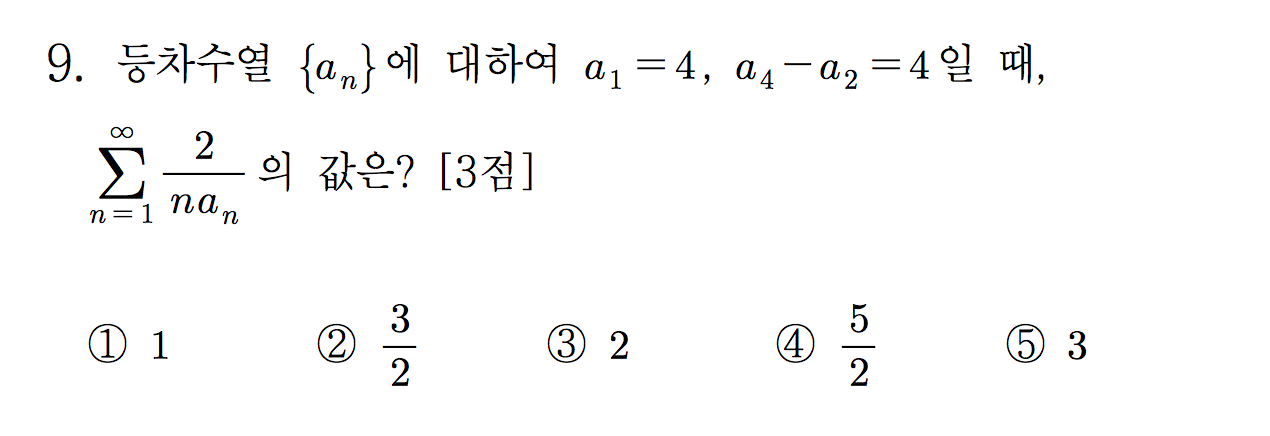 9. 등차수열 {aₙ}에 대하여 a₁=4, a₄−a₂=4일 때,
∞
∑ 2/(naₙ) 의 값은? [3점]
n=1
① 1 ② 3/2 ③ 2 ④ 5/2 ⑤ 3